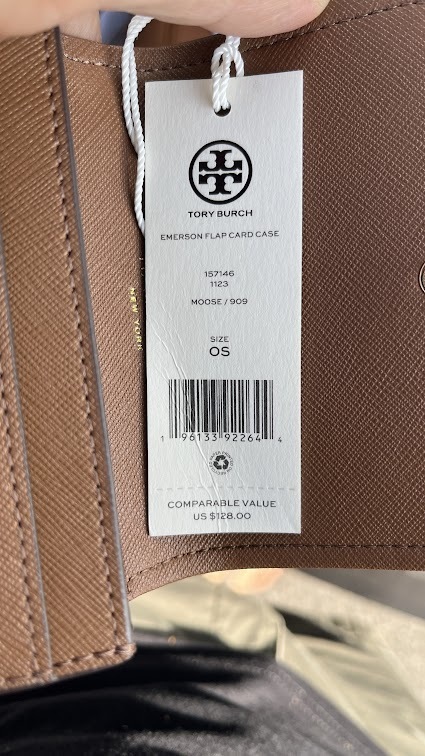 TORY BURCH
EMERSON FLAP CARD CASE
157146
1123
MOOSE / 909
SIZE
OS
1 96133 92264 4
COMPARABLE VALUE
US $128.00
NEW YORK